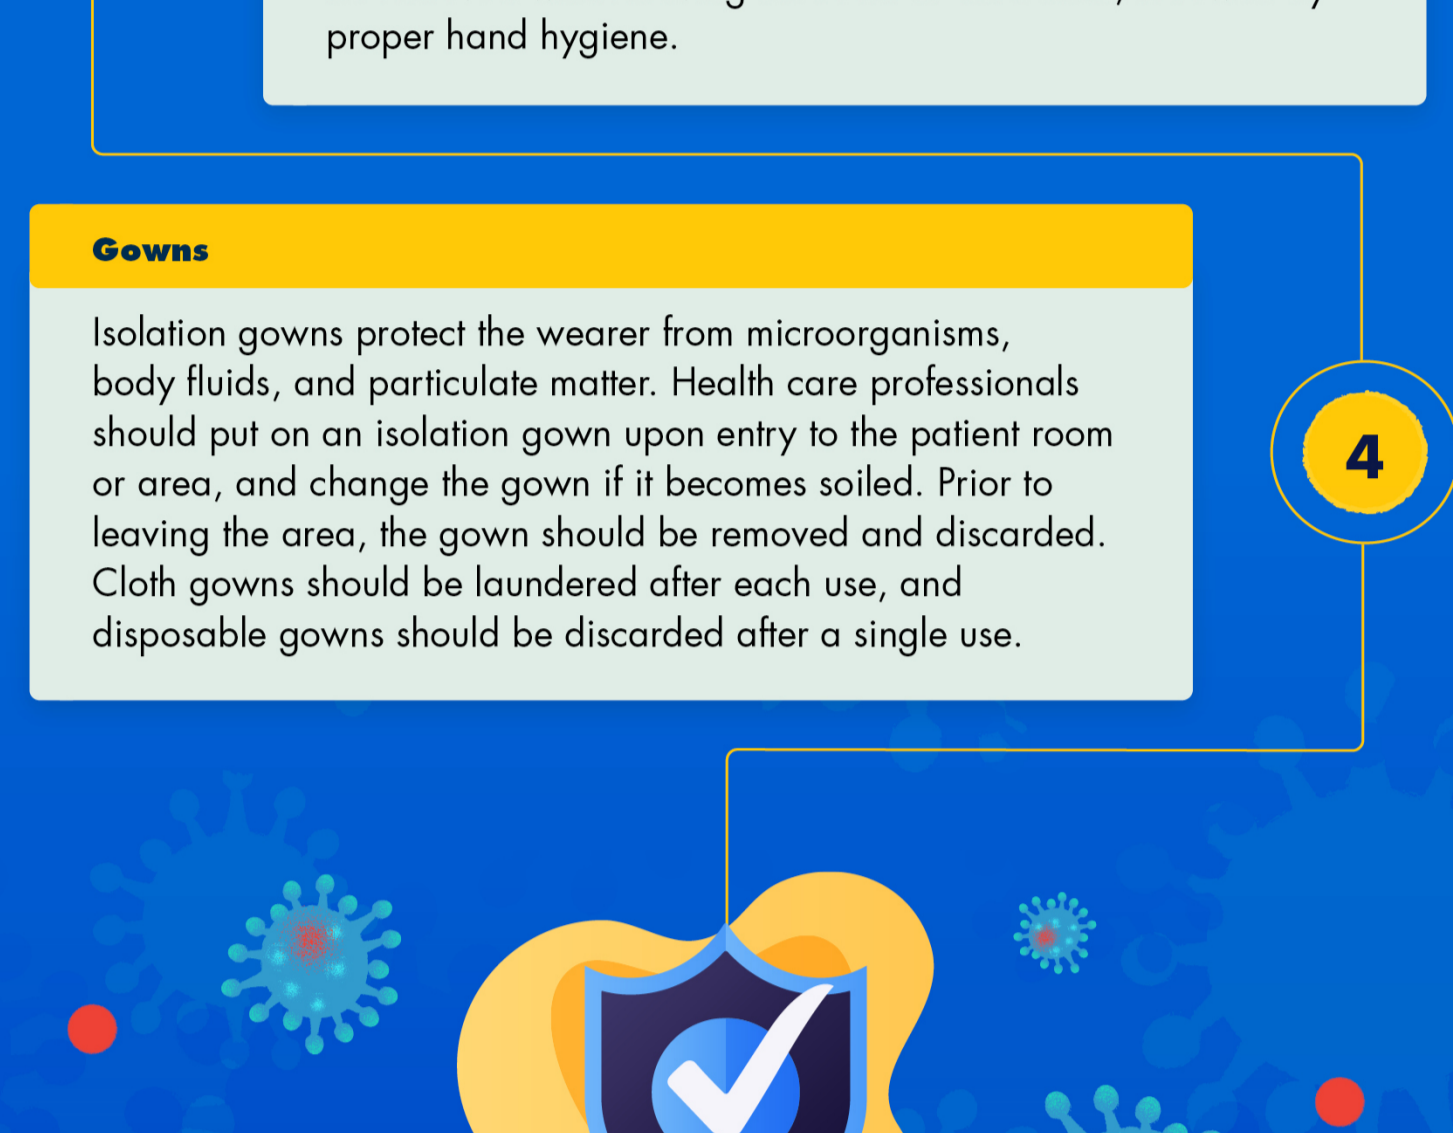 proper hand hygiene.
Gowns
Isolation gowns protect the wearer from microorganisms,
body fluids, and particulate matter. Health care professionals
should put on an isolation gown upon entry to the patient room
or area, and change the gown if it becomes soiled. Prior to
leaving the area, the gown should be removed and discarded.
Cloth gowns should be laundered after each use, and
disposable gowns should be discarded after a single use.
4